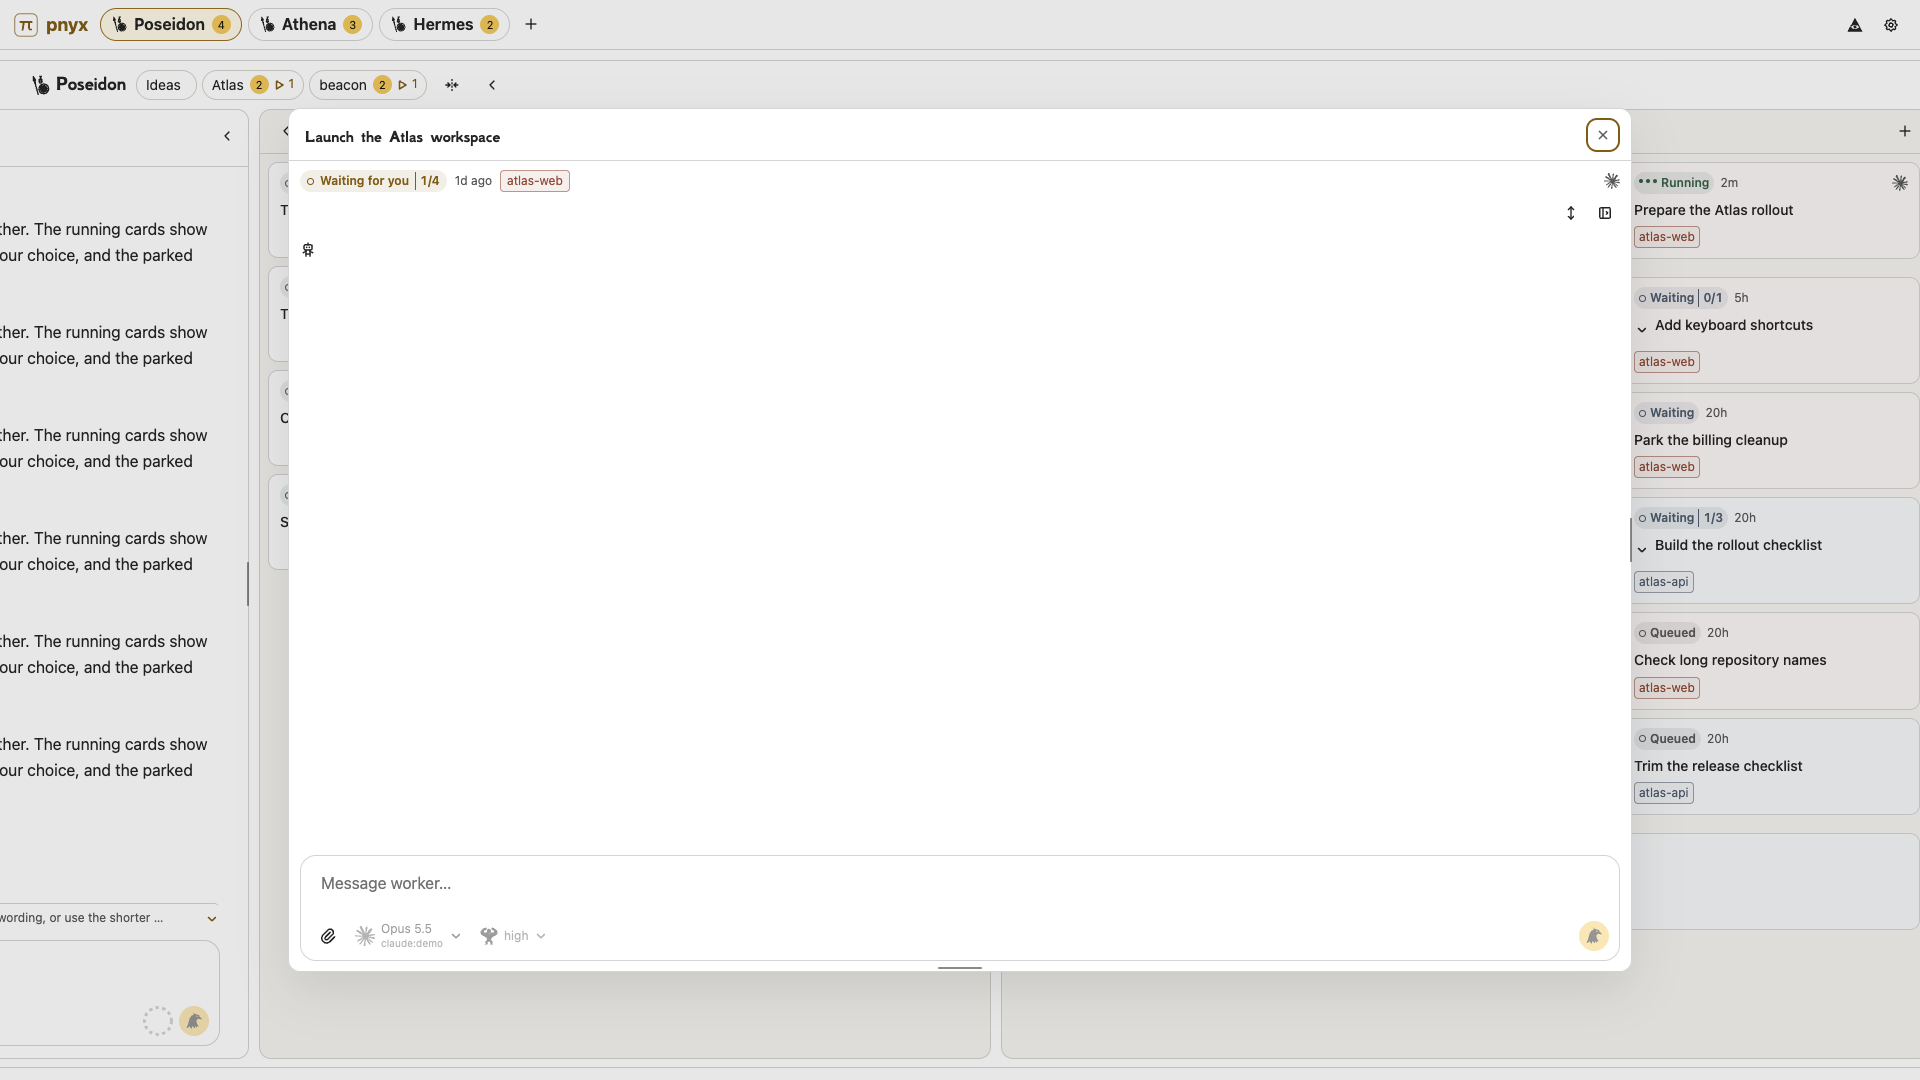 π pnyx Poseidon 4 Athena 3 Hermes 2 +
Poseidon Ideas Atlas 2 1 beacon 2 1
ther. The running cards show
our choice, and the parked
ther. The running cards show
our choice, and the parked
ther. The running cards show
our choice, and the parked
ther. The running cards show
our choice, and the parked
ther. The running cards show
our choice, and the parked
ther. The running cards show
our choice, and the parked
wording, or use the shorter ...
T
T
C
S
Launch the Atlas workspace
Waiting for you 1/4 1d ago atlas-web
Message worker...
Opus 5.5
claude:demo
high
Running 2m
Prepare the Atlas rollout
atlas-web
Waiting 0/1 5h
Add keyboard shortcuts
atlas-web
Waiting 20h
Park the billing cleanup
atlas-web
Waiting 1/3 20h
Build the rollout checklist
atlas-api
Queued 20h
Check long repository names
atlas-web
Queued 20h
Trim the release checklist
atlas-api